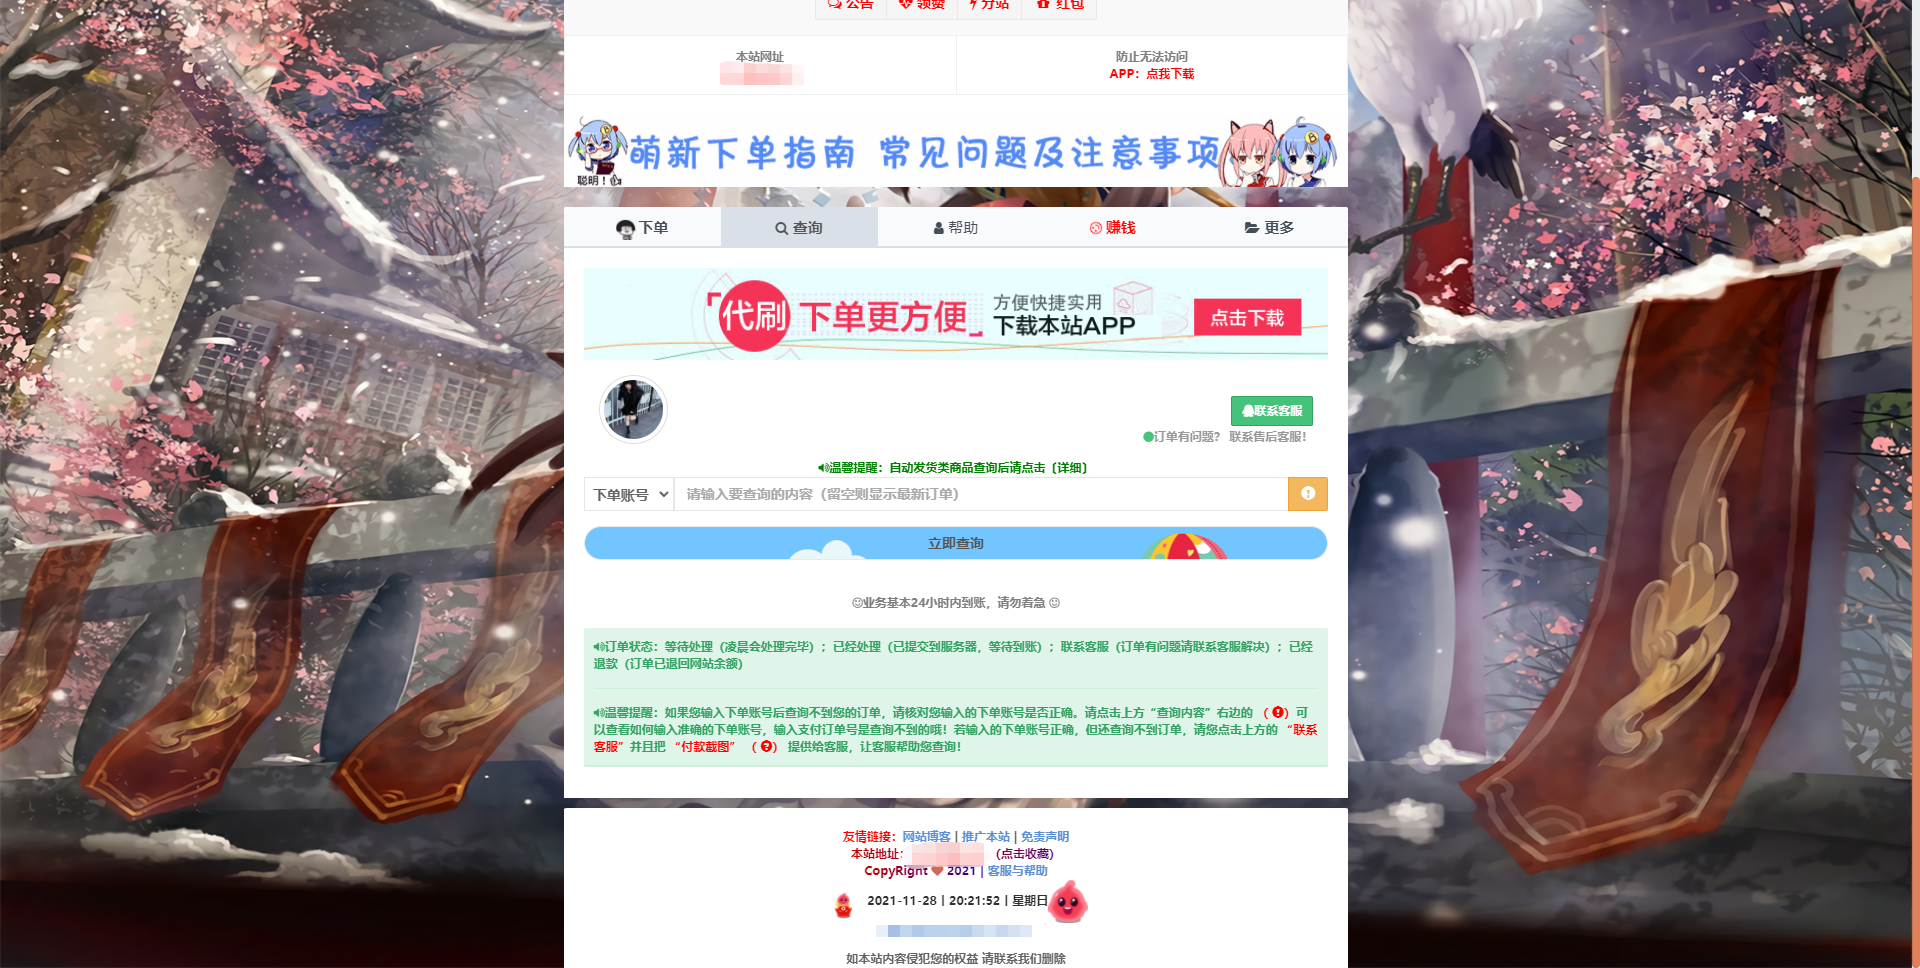 公告 领赞 分站 红包
本站网址
防止无法访问
APP：点我下载
聪明！
萌新下单指南 常见问题及注意事项
下单 查询 帮助 赚钱 更多
代刷 下单更方便 方便快捷实用
下载本站APP
点击下载
联系客服
订单有问题？ 联系售后客服！
温馨提醒：自动发货类商品查询后请点击〔详细〕
下单账号 请输入要查询的内容（留空则显示最新订单）
立即查询
业务基本24小时内到账，请勿着急
订单状态：等待处理（凌晨会处理完毕）；已经处理（已提交到服务器，等待到账）；联系客服（订单有问题请联系客服解决）；已经
退款（订单已退回网站余额）
温馨提醒：如果您输入下单账号后查询不到您的订单，请核对您输入的下单账号是否正确。请点击上方“查询内容”右边的 （ ）可
以查看如何输入准确的下单账号，输入支付订单号是查询不到的哦！若输入的下单账号正确，但还查询不到订单，请您点击上方的 “联系
客服” 并且把 “付款截图” （ ） 提供给客服，让客服帮助您查询！
友情链接：网站博客 | 推广本站 | 免责声明
本站地址： （点击收藏）
CopyRight 2021 | 客服与帮助
2021-11-28 | 20:21:52 | 星期日
如本站内容侵犯您的权益 请联系我们删除